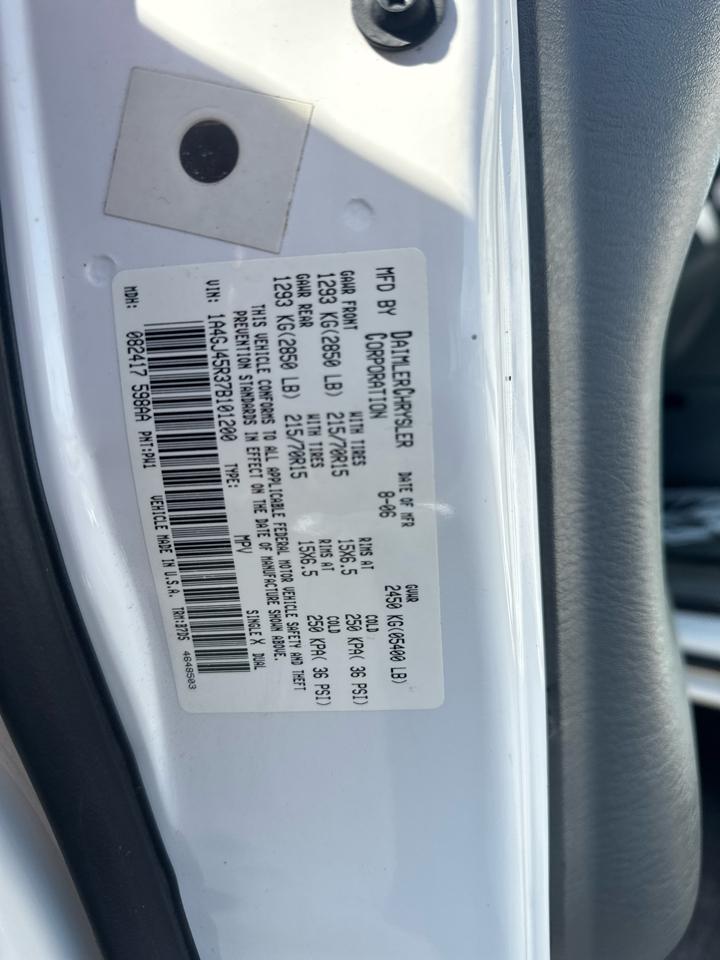 MFD BY DAIMLERCHRYSLER CORPORATION DATE OF MFR 8-06 GVWR 2450 KG(05400 LB)
GAWR FRONT WITH TIRES RIMS AT COLD
1293 KG(2850 LB) 215/70R15 15X6.5 250 KPA( 36 PSI)
GAWR REAR WITH TIRES RIMS AT COLD
1293 KG(2850 LB) 215/70R15 15X6.5 250 KPA( 36 PSI)
THIS VEHICLE CONFORMS TO ALL APPLICABLE FEDERAL MOTOR VEHICLE SAFETY AND THEFT
PREVENTION STANDARDS IN EFFECT ON THE DATE OF MANUFACTURE SHOWN ABOVE.
VIN: 1A4GJ45R37B101200 TYPE: MPV SINGLE X DUAL
MDH: 082417 598AA PNT:PW1 VEHICLE MADE IN U.S.A. TRM:B7D5 4648503